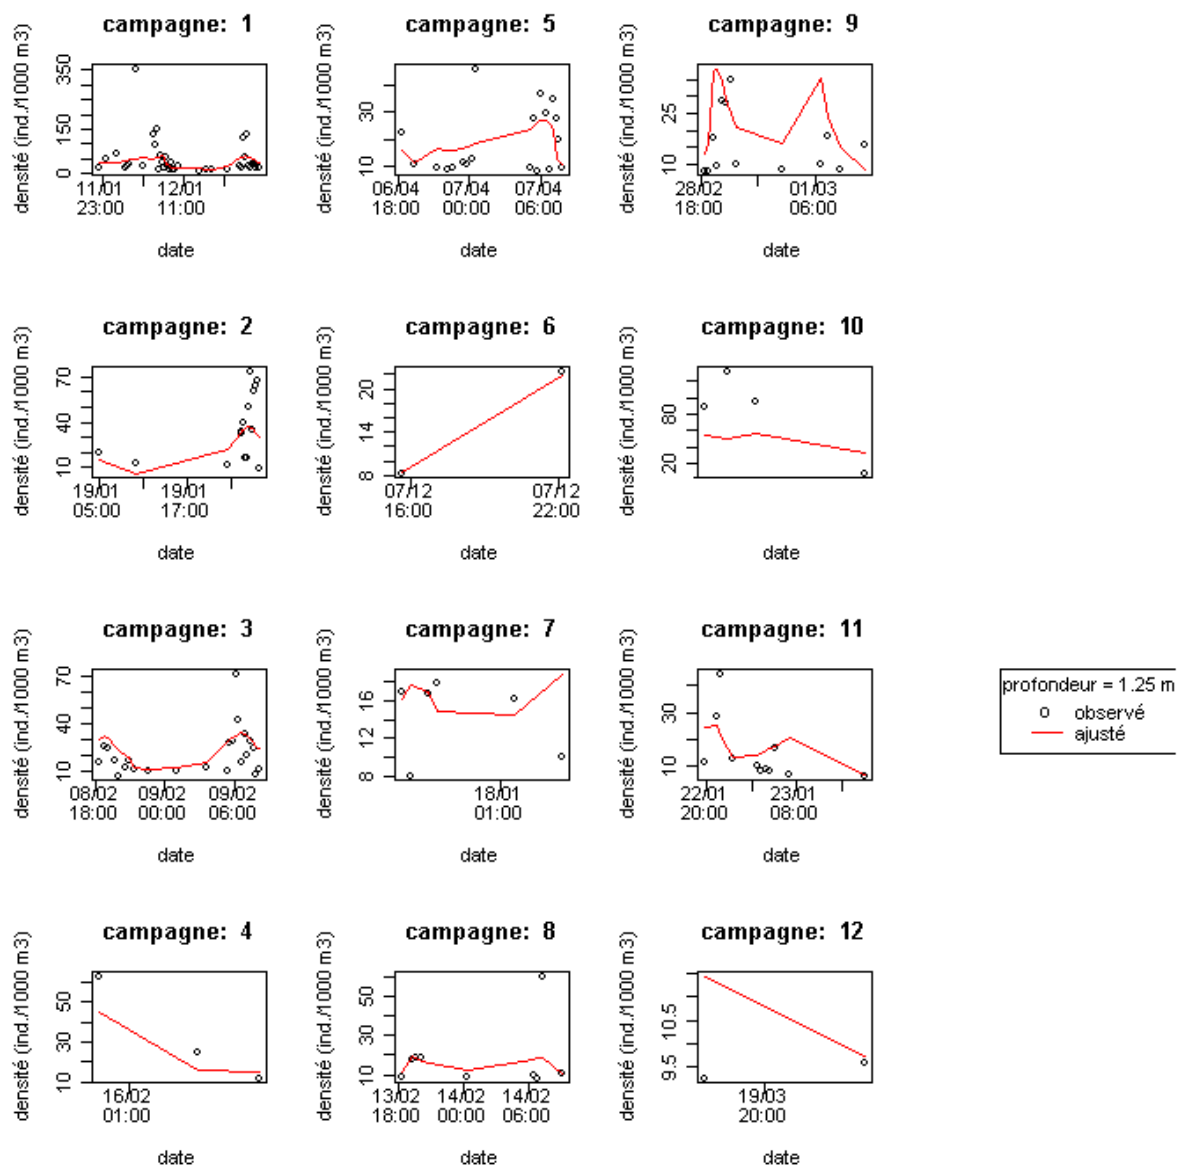 campagne: 1
densité (ind./1000 m3)
0 50 150 350
11/01 12/01
23:00 11:00
date
campagne: 5
densité (ind./1000 m3)
10 30
06/04 07/04 07/04
18:00 00:00 06:00
date
campagne: 9
densité (ind./1000 m3)
10 25
28/02 01/03
18:00 06:00
date
campagne: 2
densité (ind./1000 m3)
10 40 70
19/01 19/01
05:00 17:00
date
campagne: 6
densité (ind./1000 m3)
8 14 20
07/12 07/12
16:00 22:00
date
campagne: 10
densité (ind./1000 m3)
20 80
date
campagne: 3
densité (ind./1000 m3)
10 40 70
08/02 09/02 09/02
18:00 00:00 06:00
date
campagne: 7
densité (ind./1000 m3)
8 12 16
18/01
01:00
date
campagne: 11
densité (ind./1000 m3)
10 30
22/01 23/01
20:00 08:00
date
profondeur = 1.25 m
observé
ajusté
campagne: 4
densité (ind./1000 m3)
10 30 50
16/02
01:00
date
campagne: 8
densité (ind./1000 m3)
10 30 50
13/02 14/02 14/02
18:00 00:00 06:00
date
campagne: 12
densité (ind./1000 m3)
9.5 10.5
19/03
20:00
date